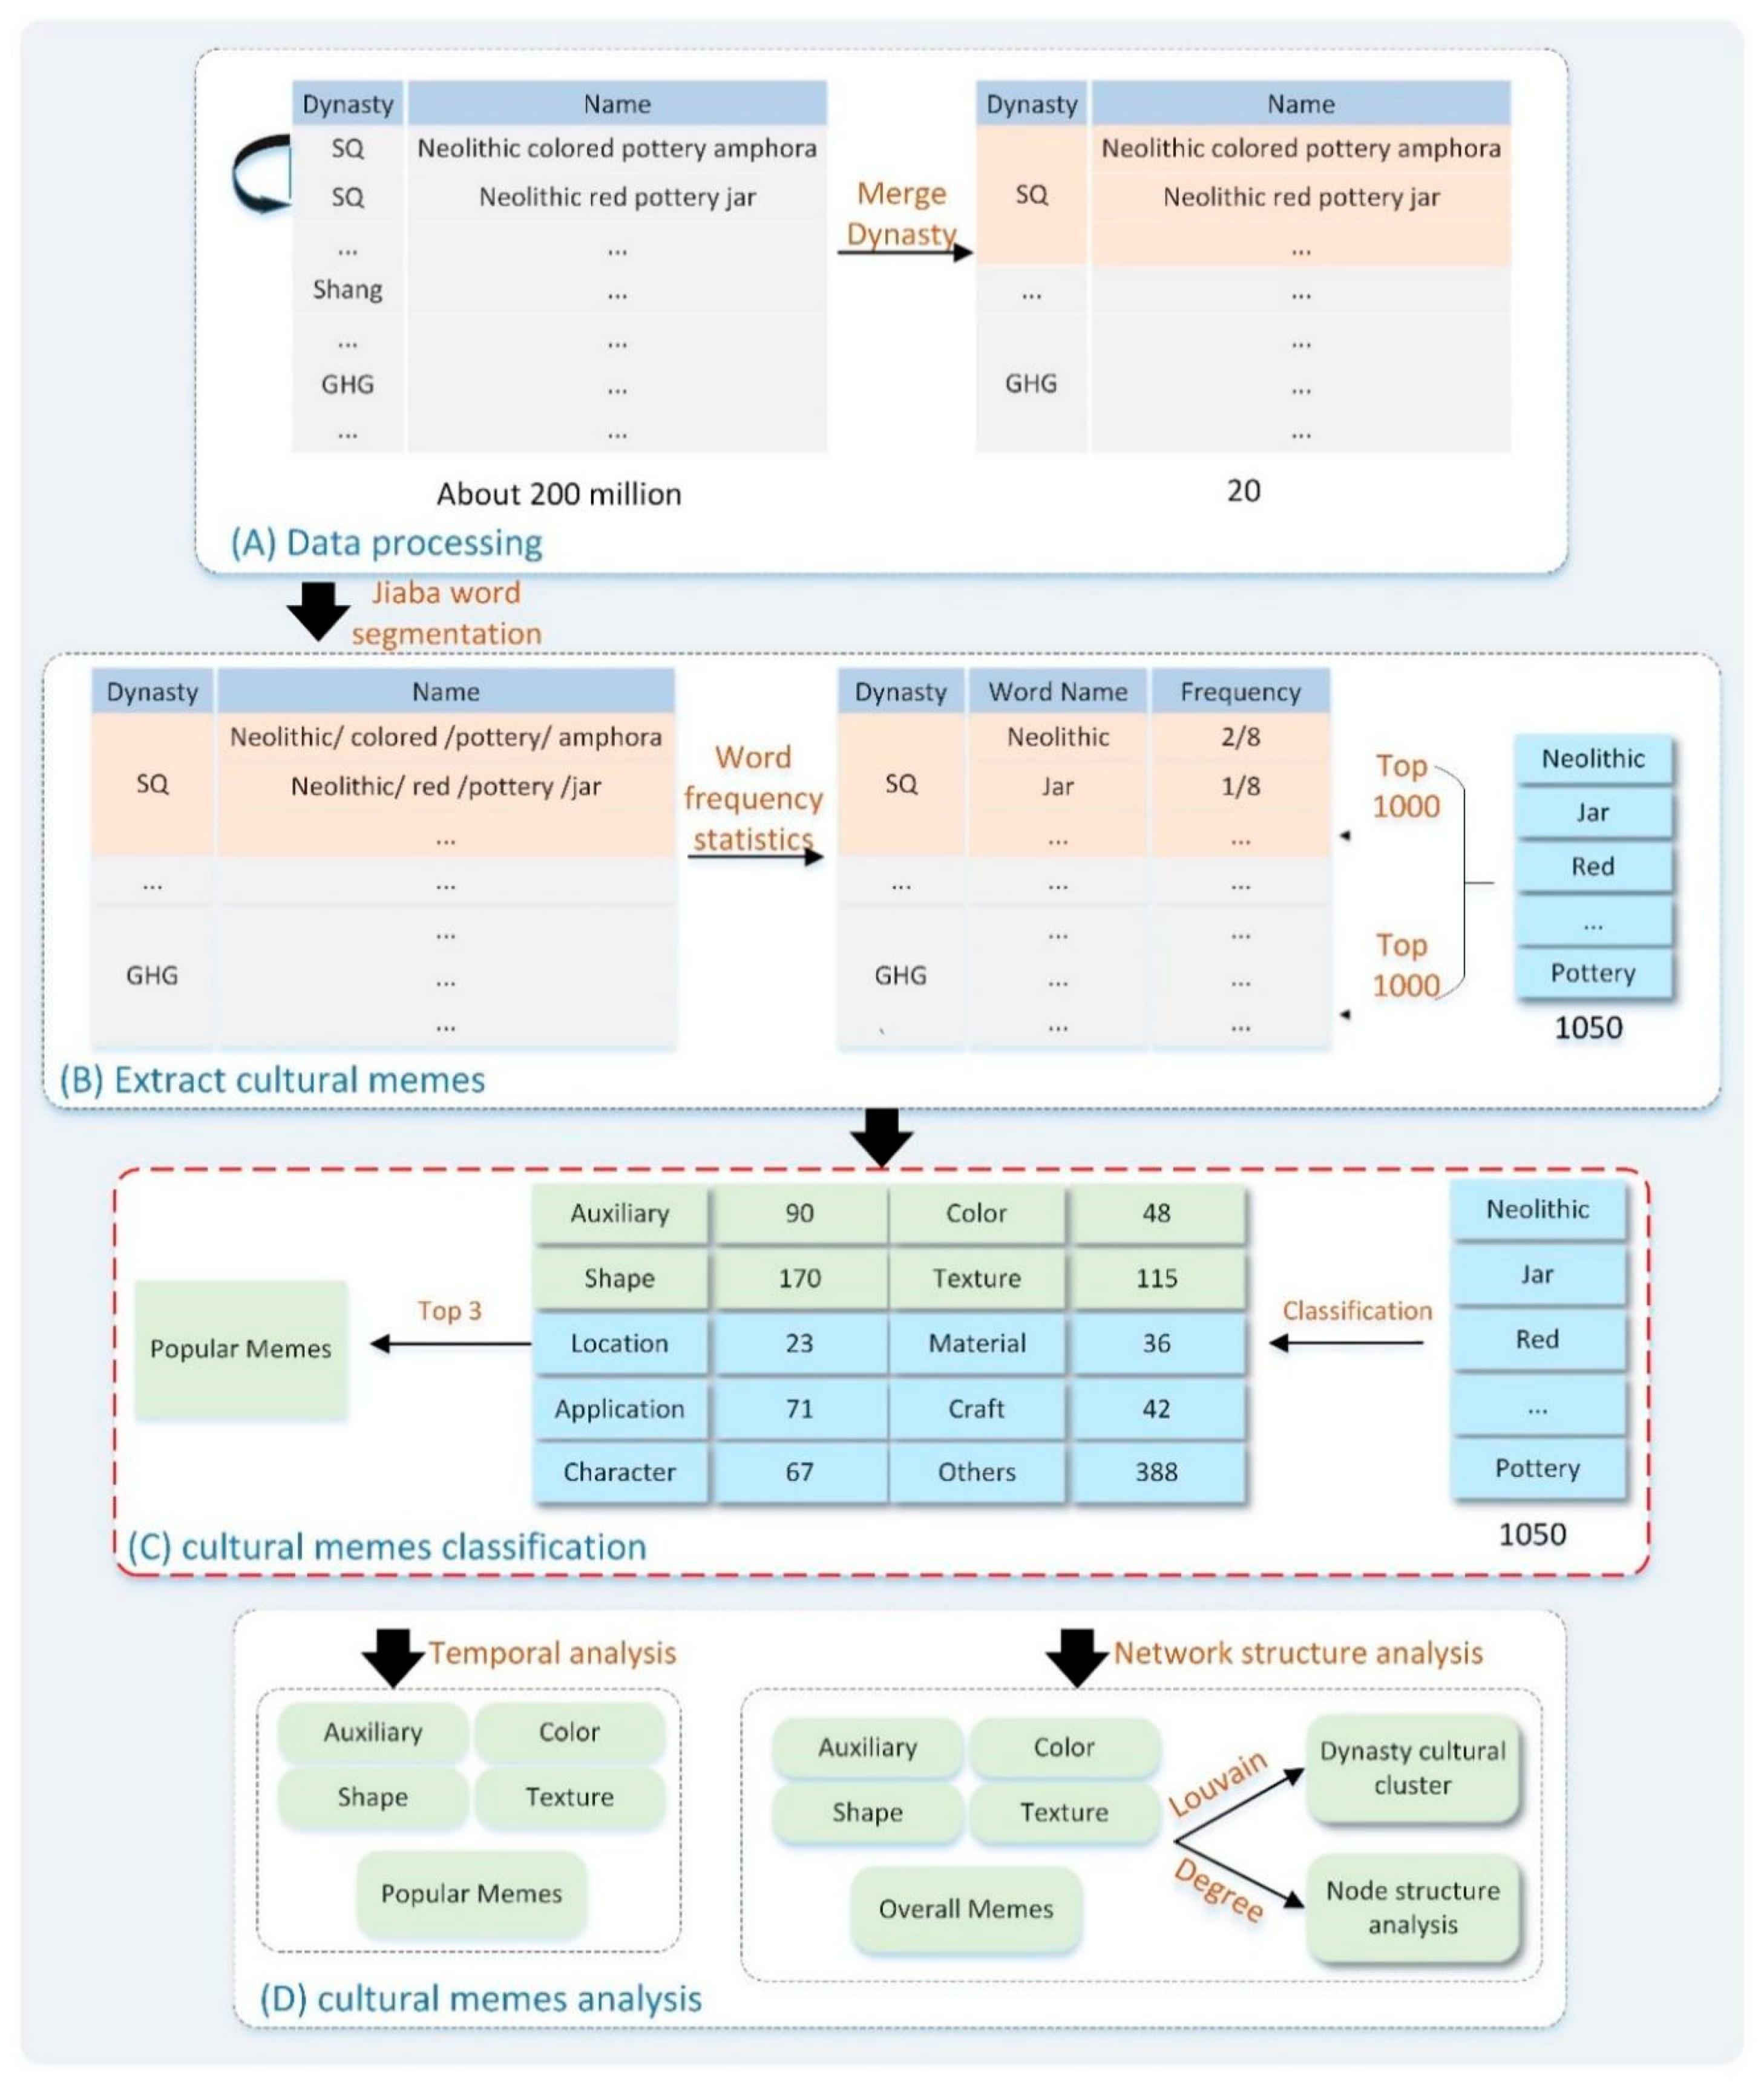 Dynasty Name
SQ Neolithic colored pottery amphora
SQ Neolithic red pottery jar
... ...
Shang ...
... ...
GHG ...
... ...
About 200 million
Merge
Dynasty
Dynasty Name
Neolithic colored pottery amphora
SQ Neolithic red pottery jar
...
... ...
...
GHG ...
...
20
(A) Data processing
Jiaba word
segmentation
Dynasty Name
Neolithic/ colored /pottery/ amphora
SQ Neolithic/ red /pottery /jar
...
... ...
...
GHG ...
...
Word
frequency
statistics
Dynasty Word Name Frequency
Neolithic 2/8
SQ Jar 1/8
... ...
... ... ...
... ...
GHG ... ...
... ...
Top
1000
Top
1000
Neolithic
Jar
Red
...
Pottery
1050
(B) Extract cultural memes
Popular Memes
Top 3
Auxiliary 90 Color 48
Shape 170 Texture 115
Location 23 Material 36
Application 71 Craft 42
Character 67 Others 388
Classification
Neolithic
Jar
Red
...
Pottery
1050
(C) cultural memes classification
Temporal analysis
Auxiliary Color
Shape Texture
Popular Memes
Network structure analysis
Auxiliary Color
Shape Texture
Overall Memes
Louvain
Degree
Dynasty cultural
cluster
Node structure
analysis
(D) cultural memes analysis